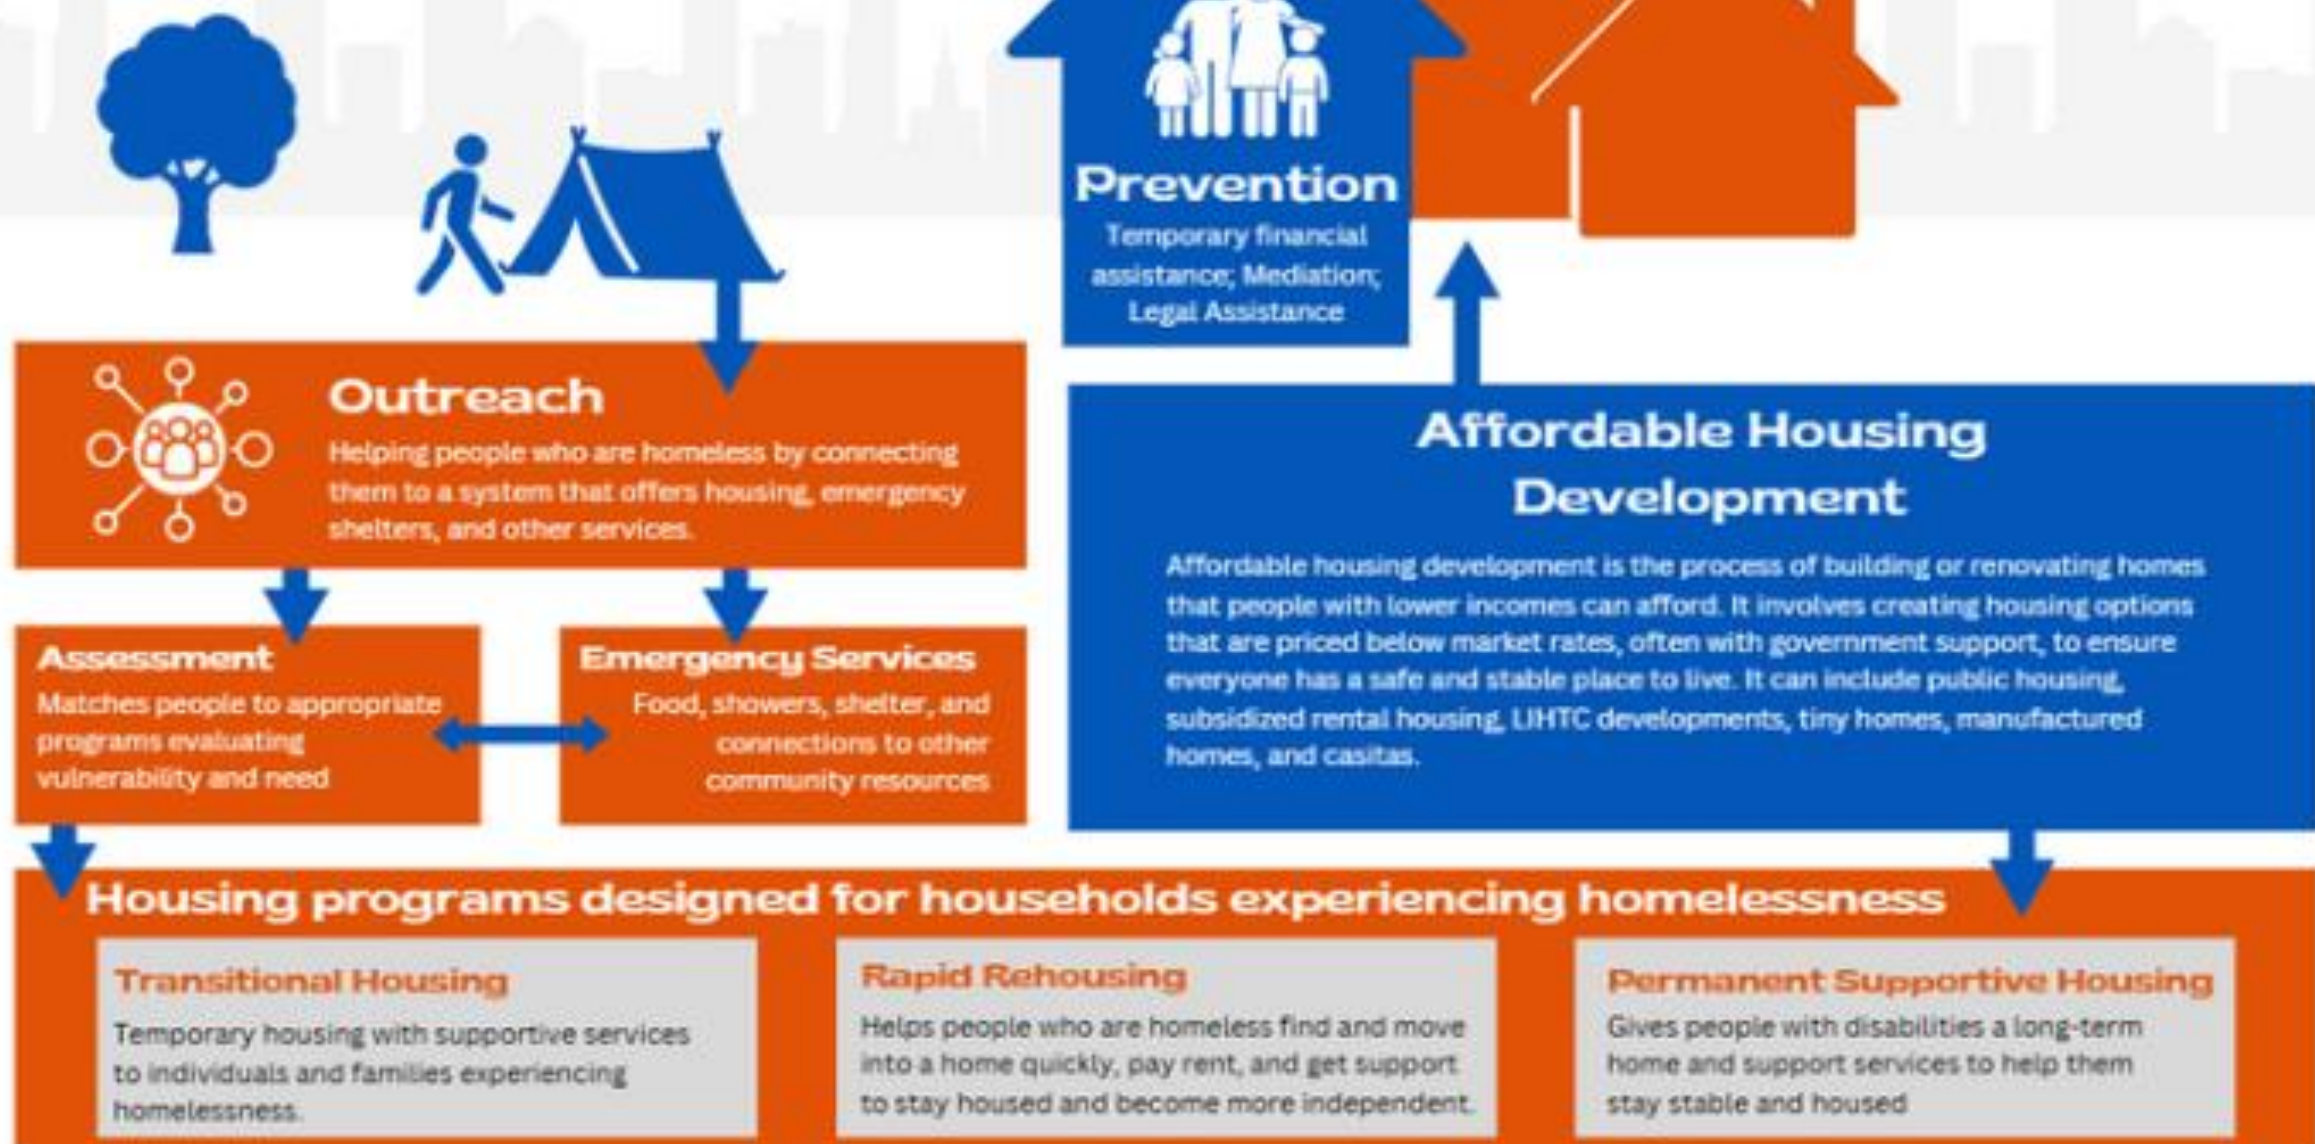 Prevention
Temporary financial
assistance; Mediation;
Legal Assistance
Outreach
Helping people who are homeless by connecting
them to a system that offers housing, emergency
shelters, and other services.
Affordable Housing
Development
Affordable housing development is the process of building or renovating homes
that people with lower incomes can afford. It involves creating housing options
that are priced below market rates, often with government support, to ensure
everyone has a safe and stable place to live. It can include public housing,
subsidized rental housing, LIHTC developments, tiny homes, manufactured
homes, and casitas.
Assessment
Matches people to appropriate
programs evaluating
vulnerability and need
Emergency Services
Food, showers, shelter, and
connections to other
community resources
Housing programs designed for households experiencing homelessness
Transitional Housing
Temporary housing with supportive services
to individuals and families experiencing
homelessness.
Rapid Rehousing
Helps people who are homeless find and move
into a home quickly, pay rent, and get support
to stay housed and become more independent.
Permanent Supportive Housing
Gives people with disabilities a long-term
home and support services to help them
stay stable and housed